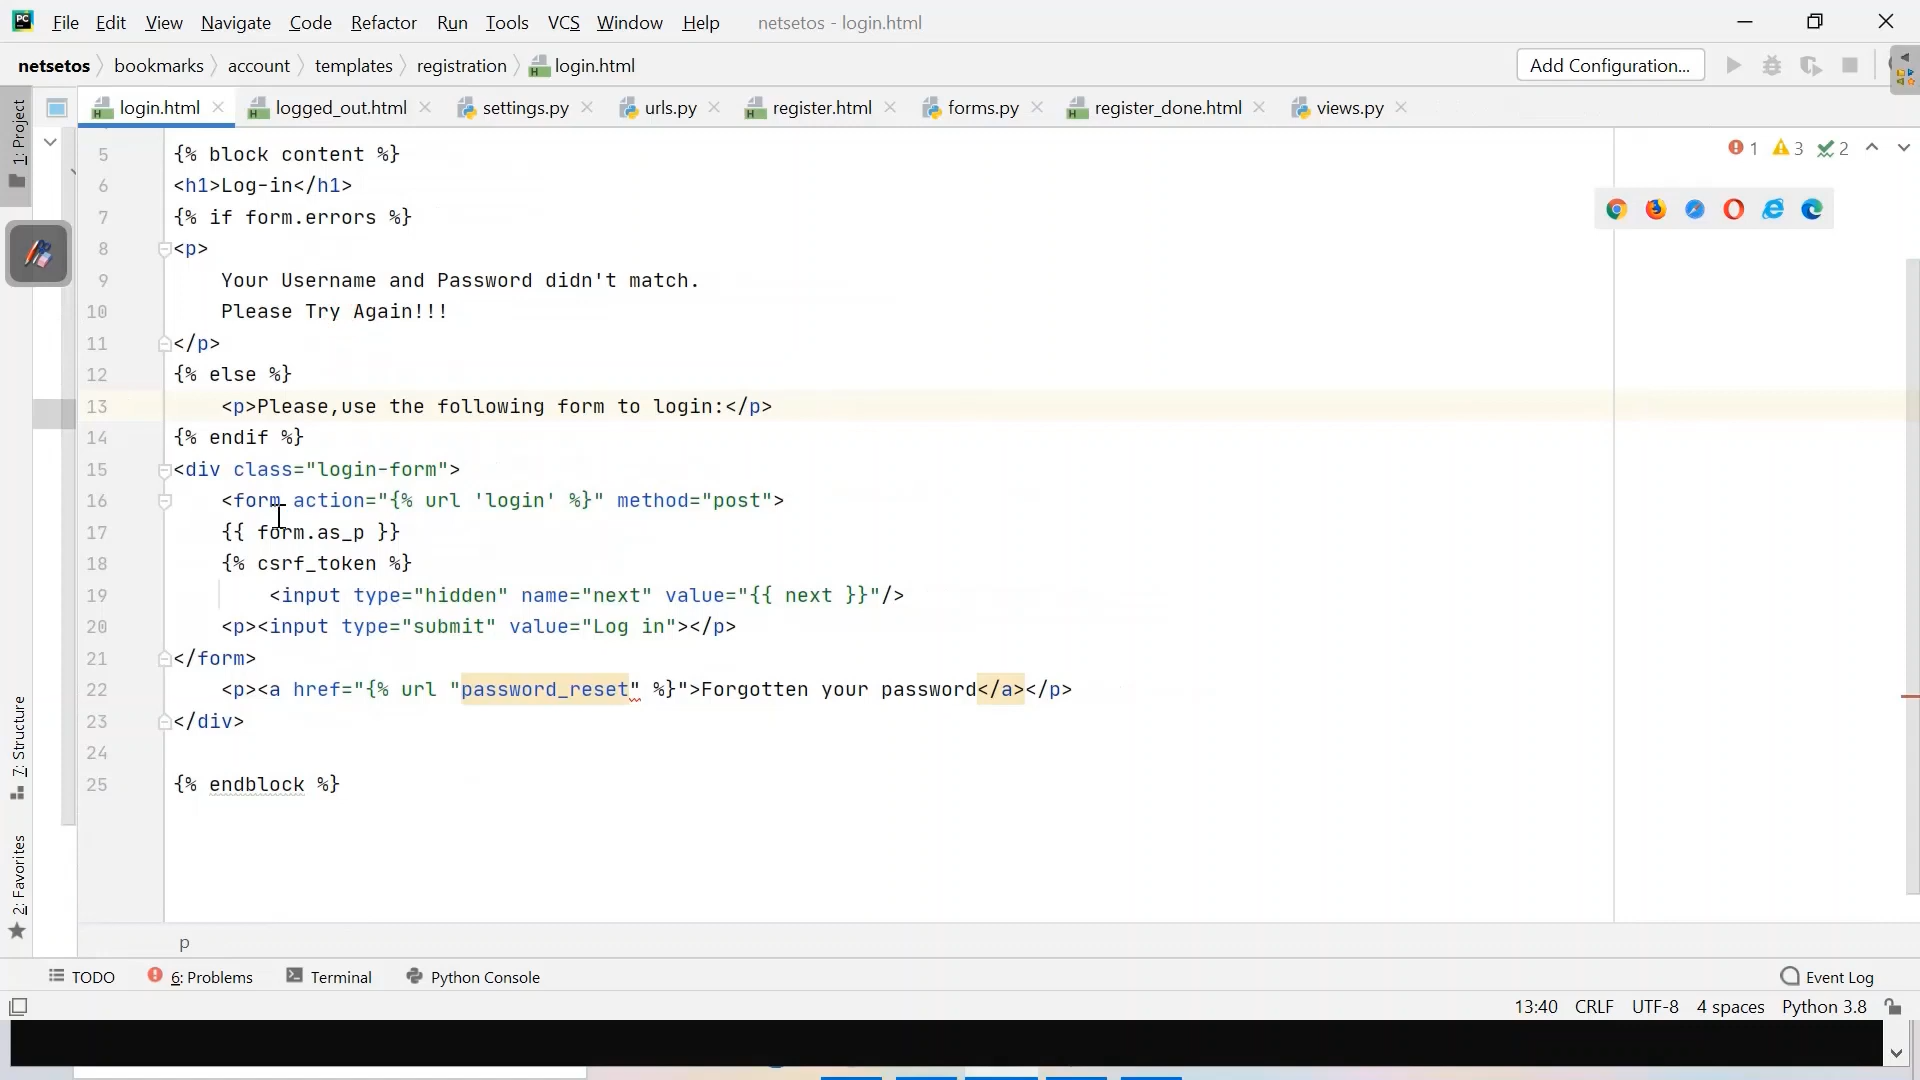 PC File Edit View Navigate Code Refactor Run Tools VCS Window Help netsetos - login.html
netsetos bookmarks account templates registration login.html Add Configuration...
login.html logged_out.html settings.py urls.py register.html forms.py register_done.html views.py
1: Project
7: Structure
2: Favorites
1 3 2
5 {% block content %}
6 <h1>Log-in</h1>
7 {% if form.errors %}
8 <p>
9 Your Username and Password didn't match.
10 Please Try Again!!!
11 </p>
12 {% else %}
13 <p>Please,use the following form to login:</p>
14 {% endif %}
15 <div class="login-form">
16 <form action="{% url 'login' %}" method="post">
17 {{ form.as_p }}
18 {% csrf_token %}
19 <input type="hidden" name="next" value="{{ next }}"/>
20 <p><input type="submit" value="Log in"></p>
21 </form>
22 <p><a href="{% url "password_reset" %}">Forgotten your password</a></p>
23 </div>
24
25 {% endblock %}
p
TODO 6: Problems Terminal Python Console Event Log
13:40 CRLF UTF-8 4 spaces Python 3.8